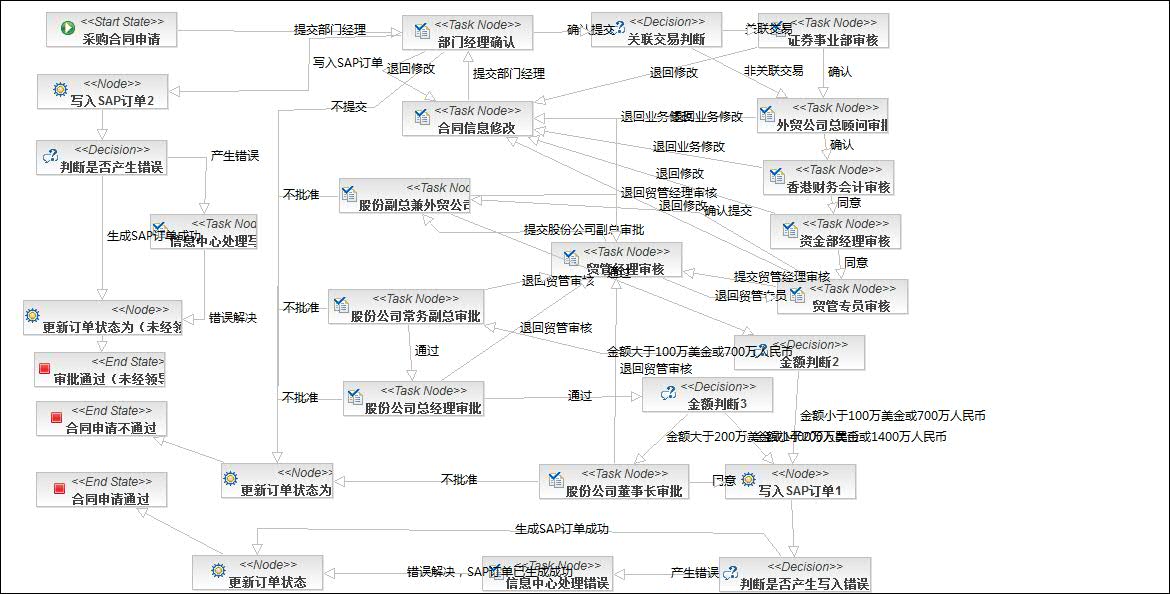 <<Start State>>
采购合同申请
提交部门经理
<<Task Node>>
部门经理确认
确认提交
<<Decision>>
关联交易判断
关联交易
<<Task Node>>
证券事业部审核
写入SAP订单
退回修改
提交部门经理
退回修改
非关联交易
确认
<<Node>>
写入SAP订单2
不提交
<<Task Node>>
合同信息修改
退回业务修改
退回业务修改
<<Task Node>>
外贸公司总顾问审批
确认
<<Decision>>
判断是否产生错误
产生错误
退回业务修改
<<Task Node>>
香港财务会计审核
退回修改
同意
不批准
<<Task Nod
股份副总兼外贸公司
退回贸管经理审核
退回修改
确认提交
<<Task Nod
信息中心处理写
生成SAP订单成功
提交股份公司副总审批
<<Task Node>>
资金部经理审核
同意
<<Task Node>>
贸管经理审核
通过
退回贸管审核
提交贸管经理审核
退回贸管专员
<<Task Node>>
贸管专员审核
<<Node>>
更新订单状态为（未经领
错误解决
不批准
<<Task Node>>
股份公司常务副总审批
退回贸管审核
通过
金额大于100万美金或700万人民币
<<Decision>>
金额判断2
<<End State>
审批通过（未经领导
退回贸管审核
不批准
<<Task Node>>
股份公司总经理审批
通过
<<Decision>>
金额判断3
<<End State>>
合同申请不通过
金额小于100万美金或700万人民币
金额大于200万美金或1400万人民币
金额小于200万美金或1400万人民币
<<Node>>
更新订单状态为
不批准
<<Task Node>>
股份公司董事长审批
同意
<<Node>>
写入SAP订单1
<<End State>>
合同申请通过
生成SAP订单成功
<<Node>>
更新订单状态
错误解决，SAP订单已生成成功
<<Task Node>>
信息中心处理错误
产生错误
<<Decision>>
判断是否产生写入错误